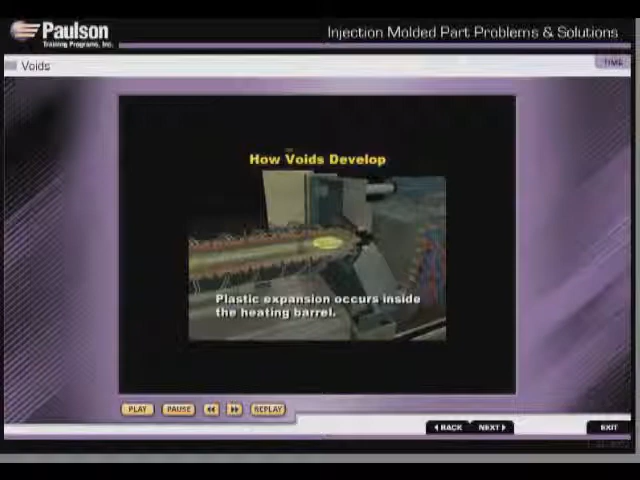 Paulson
Training Programs, Inc.
Injection Molded Part Problems & Solutions
Voids
TIME
How Voids Develop
Plastic expansion occurs inside
the heating barrel.
PLAY
PAUSE
REPLAY
BACK
NEXT
EXIT